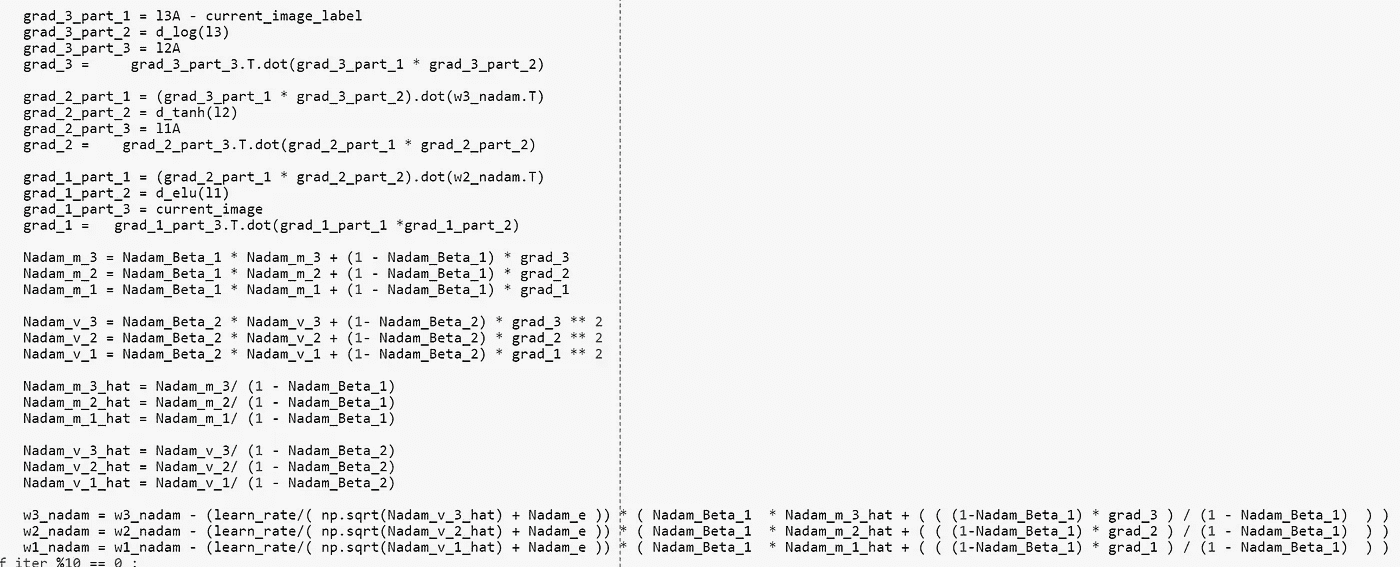 grad_3_part_1 = l3A - current_image_label
grad_3_part_2 = d_log(l3)
grad_3_part_3 = l2A
grad_3 =     grad_3_part_3.T.dot(grad_3_part_1 * grad_3_part_2)
grad_2_part_1 = (grad_3_part_1 * grad_3_part_2).dot(w3_nadam.T)
grad_2_part_2 = d_tanh(l2)
grad_2_part_3 = l1A
grad_2 =    grad_2_part_3.T.dot(grad_2_part_1 * grad_2_part_2)
grad_1_part_1 = (grad_2_part_1 * grad_2_part_2).dot(w2_nadam.T)
grad_1_part_2 = d_elu(l1)
grad_1_part_3 = current_image
grad_1 =   grad_1_part_3.T.dot(grad_1_part_1 *grad_1_part_2)
Nadam_m_3 = Nadam_Beta_1 * Nadam_m_3 + (1 - Nadam_Beta_1) * grad_3
Nadam_m_2 = Nadam_Beta_1 * Nadam_m_2 + (1 - Nadam_Beta_1) * grad_2
Nadam_m_1 = Nadam_Beta_1 * Nadam_m_1 + (1 - Nadam_Beta_1) * grad_1
Nadam_v_3 = Nadam_Beta_2 * Nadam_v_3 + (1- Nadam_Beta_2) * grad_3 ** 2
Nadam_v_2 = Nadam_Beta_2 * Nadam_v_2 + (1- Nadam_Beta_2) * grad_2 ** 2
Nadam_v_1 = Nadam_Beta_2 * Nadam_v_1 + (1- Nadam_Beta_2) * grad_1 ** 2
Nadam_m_3_hat = Nadam_m_3/ (1 - Nadam_Beta_1)
Nadam_m_2_hat = Nadam_m_2/ (1 - Nadam_Beta_1)
Nadam_m_1_hat = Nadam_m_1/ (1 - Nadam_Beta_1)
Nadam_v_3_hat = Nadam_v_3/ (1 - Nadam_Beta_2)
Nadam_v_2_hat = Nadam_v_2/ (1 - Nadam_Beta_2)
Nadam_v_1_hat = Nadam_v_1/ (1 - Nadam_Beta_2)
w3_nadam = w3_nadam - (learn_rate/( np.sqrt(Nadam_v_3_hat) + Nadam_e )) * ( Nadam_Beta_1  * Nadam_m_3_hat + ( ( (1-Nadam_Beta_1) * grad_3 ) / (1 - Nadam_Beta_1)  ) )
w2_nadam = w2_nadam - (learn_rate/( np.sqrt(Nadam_v_2_hat) + Nadam_e )) * ( Nadam_Beta_1  * Nadam_m_2_hat + ( ( (1-Nadam_Beta_1) * grad_2 ) / (1 - Nadam_Beta_1)  ) )
w1_nadam = w1_nadam - (learn_rate/( np.sqrt(Nadam_v_1_hat) + Nadam_e )) * ( Nadam_Beta_1  * Nadam_m_1_hat + ( ( (1-Nadam_Beta_1) * grad_1 ) / (1 - Nadam_Beta_1)  ) )
f iter %10 == 0 :